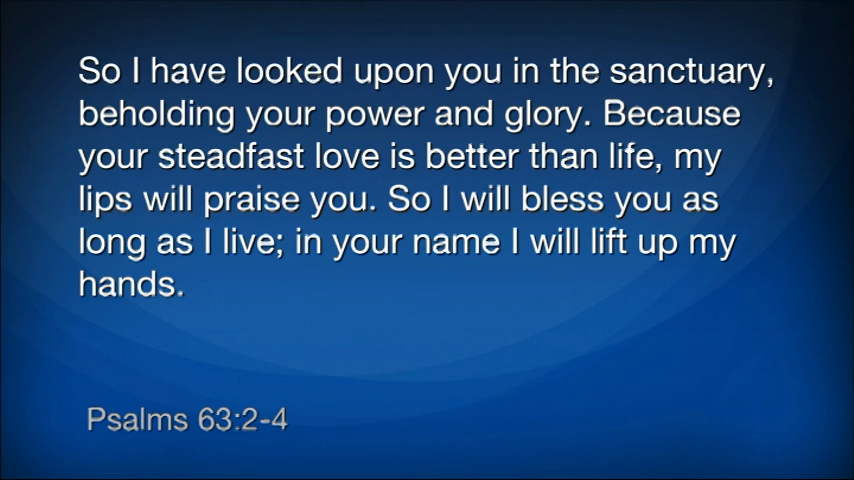 So I have looked upon you in the sanctuary,
beholding your power and glory. Because
your steadfast love is better than life, my
lips will praise you. So I will bless you as
long as I live; in your name I will lift up my
hands.
Psalms 63:2-4